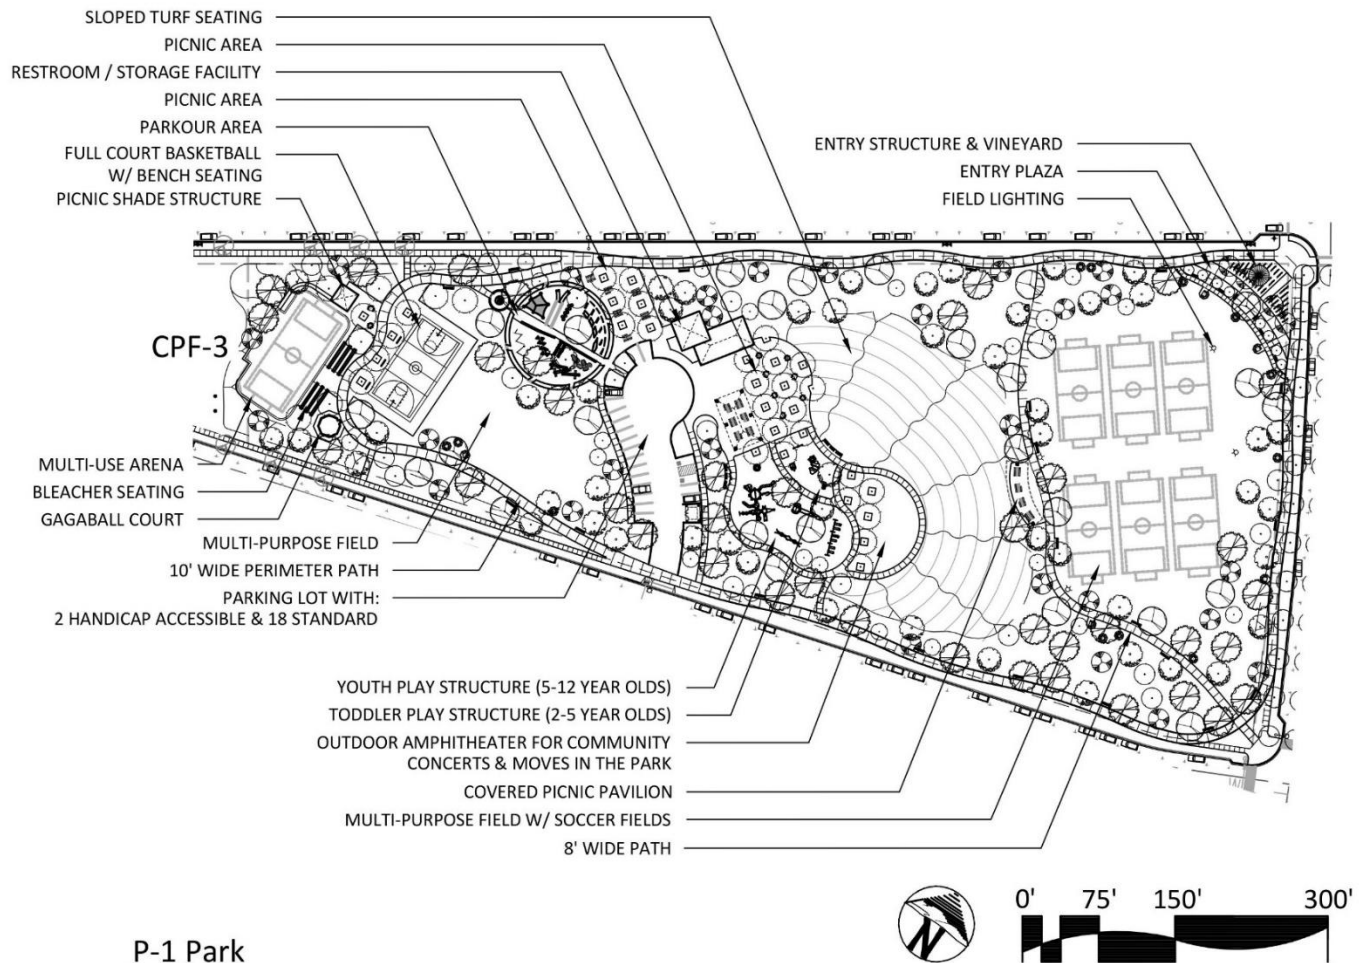 SLOPED TURF SEATING
PICNIC AREA
RESTROOM / STORAGE FACILITY
PICNIC AREA
PARKOUR AREA
FULL COURT BASKETBALL
W/ BENCH SEATING
PICNIC SHADE STRUCTURE
ENTRY STRUCTURE & VINEYARD
ENTRY PLAZA
FIELD LIGHTING
CPF-3
MULTI-USE ARENA
BLEACHER SEATING
GAGABALL COURT
MULTI-PURPOSE FIELD
10' WIDE PERIMETER PATH
PARKING LOT WITH:
2 HANDICAP ACCESSIBLE & 18 STANDARD
YOUTH PLAY STRUCTURE (5-12 YEAR OLDS)
TODDLER PLAY STRUCTURE (2-5 YEAR OLDS)
OUTDOOR AMPHITHEATER FOR COMMUNITY
CONCERTS & MOVES IN THE PARK
COVERED PICNIC PAVILION
MULTI-PURPOSE FIELD W/ SOCCER FIELDS
8' WIDE PATH
N
0' 75' 150' 300'
P-1 Park